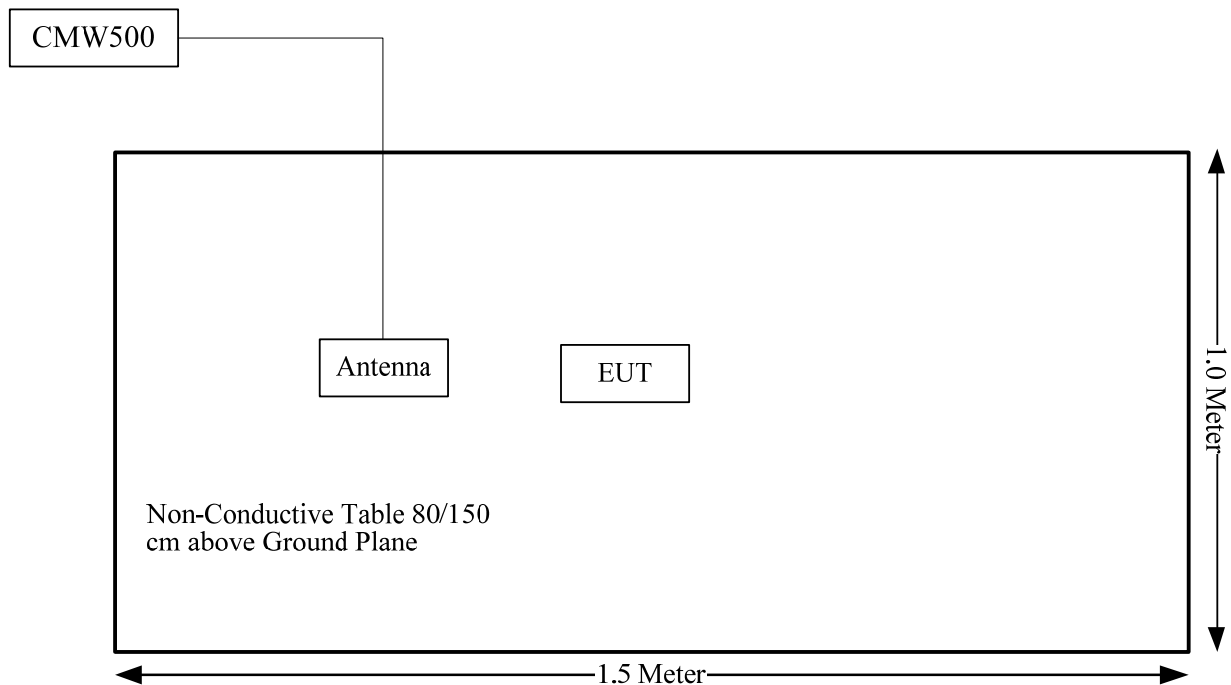 CMW500
Antenna
EUT
1.0 Meter
Non-Conductive Table 80/150
cm above Ground Plane
1.5 Meter